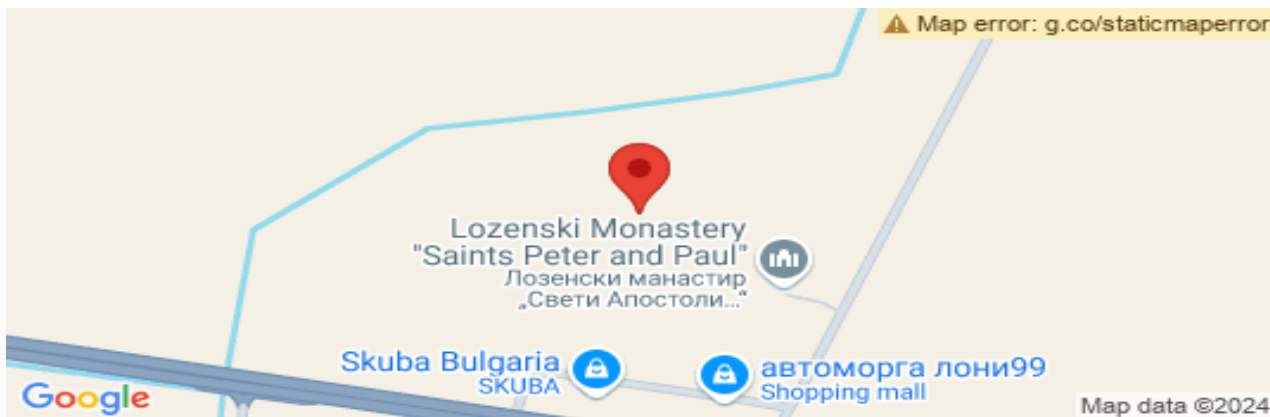 Map error: g.co/staticmaperror
Lozenski Monastery
"Saints Peter and Paul"
Лозенски манастир
„Свети Апостоли...“
Skuba Bulgaria
SKUBA
автоморга лони99
Shopping mall
Google
Map data ©2024